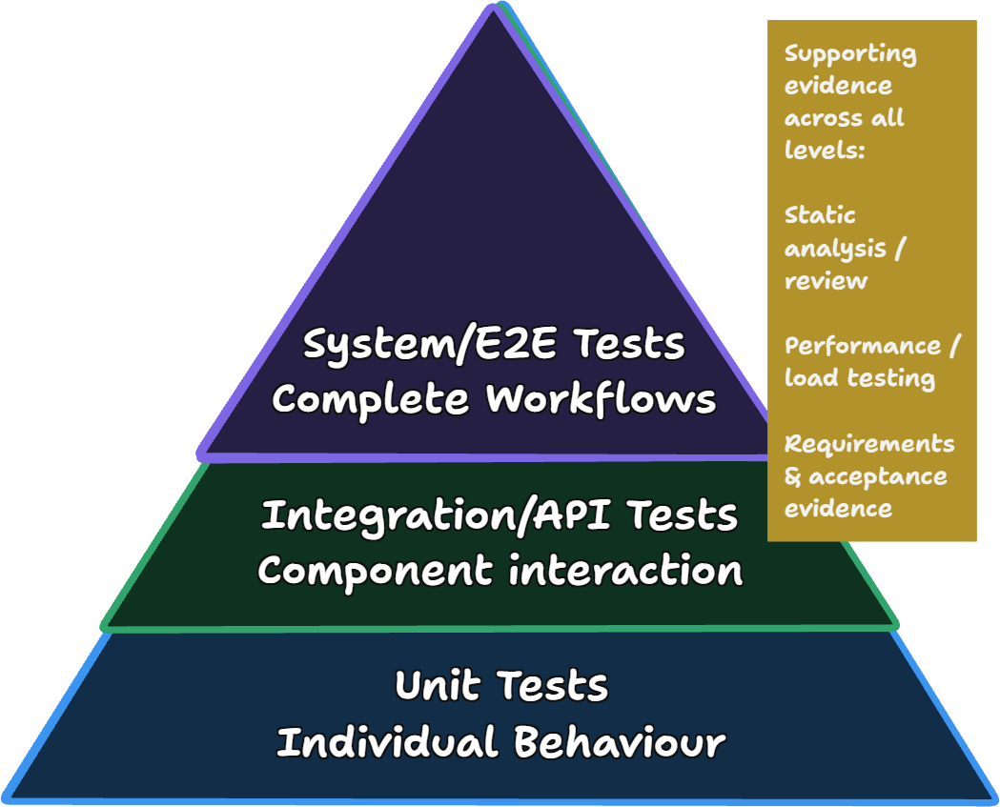 System/E2E Tests
Complete Workflows
Integration/API Tests
Component interaction
Unit Tests
Individual Behaviour
Supporting
evidence
across all
levels:
Static
analysis /
review
Performance /
load testing
Requirements
& acceptance
evidence